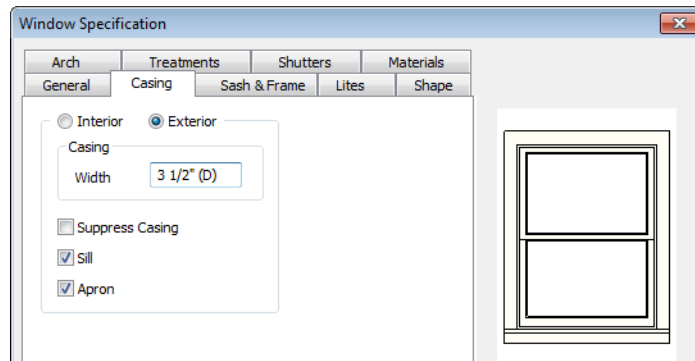 Window Specification
Arch Treatments Shutters Materials
General Casing Sash & Frame Lites Shape
Interior Exterior
Casing
Width 3 1/2" (D)
Suppress Casing
Sill
Apron